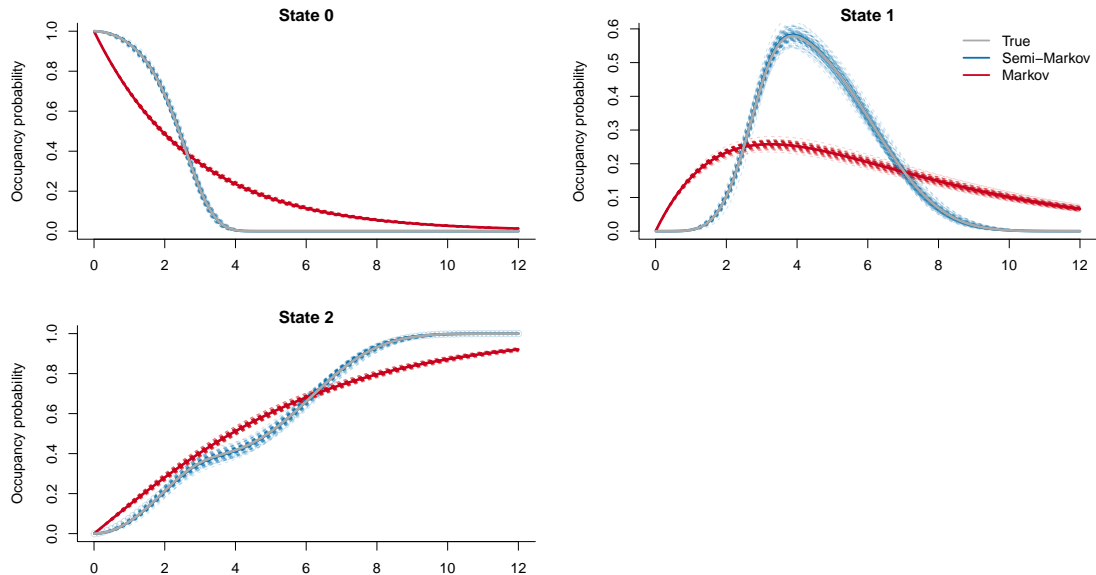 State 0
Occupancy probability
0.0 0.2 0.4 0.6 0.8 1.0
0 2 4 6 8 10 12
State 1
Occupancy probability
0.0 0.1 0.2 0.3 0.4 0.5 0.6
0 2 4 6 8 10 12
True
Semi−Markov
Markov
State 2
Occupancy probability
0.0 0.2 0.4 0.6 0.8 1.0
0 2 4 6 8 10 12